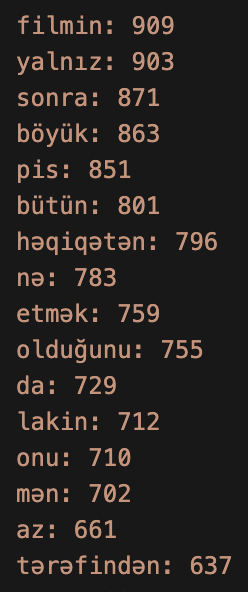 filmin: 909
yalnız: 903
sonra: 871
böyük: 863
pis: 851
bütün: 801
həqiqətən: 796
nə: 783
etmək: 759
olduğunu: 755
da: 729
lakin: 712
onu: 710
mən: 702
az: 661
tərəfindən: 637